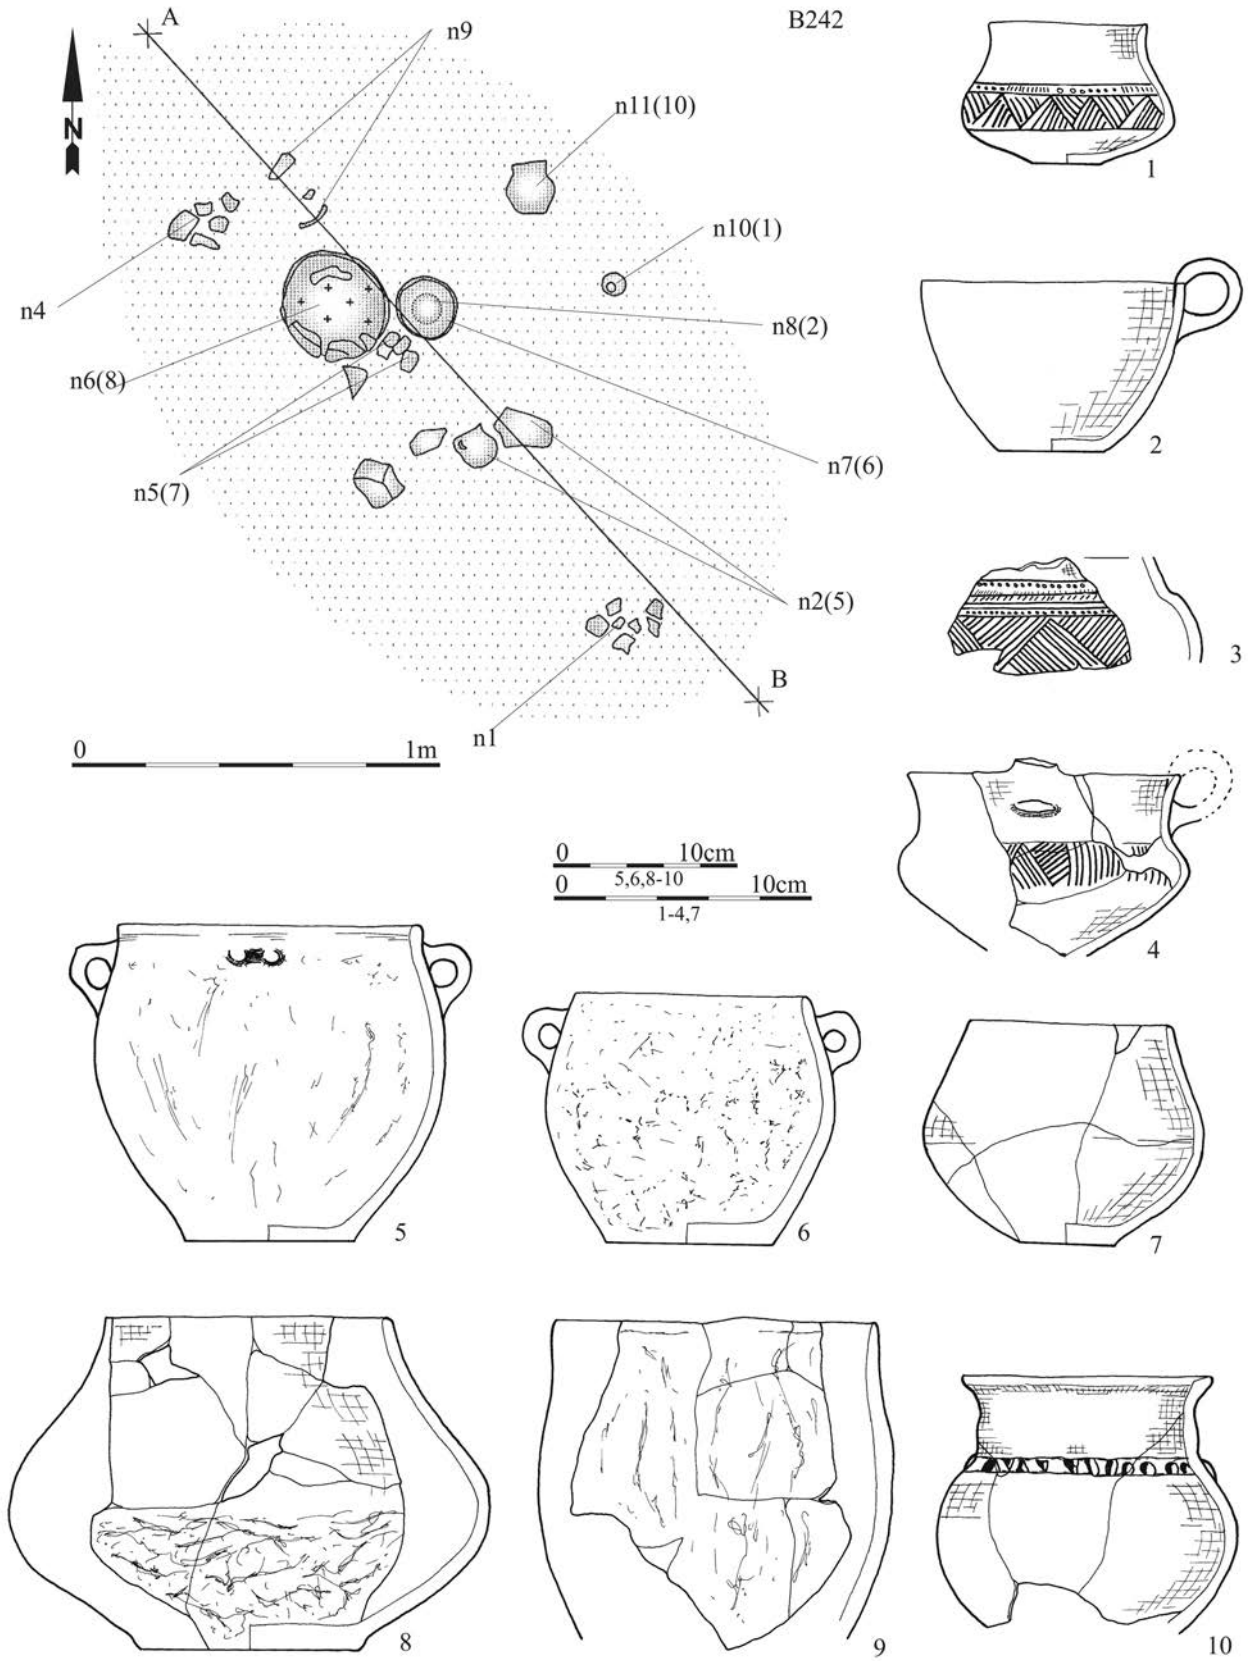 A
n9
B242
N
n11(10)
1
n10(1)
n4
n8(2)
n6(8)
2
n7(6)
n5(7)
n2(5)
3
B
n1
0 1m
0 10cm
5,6,8-10
0 10cm
1-4,7
4
5
6
7
8
9
10